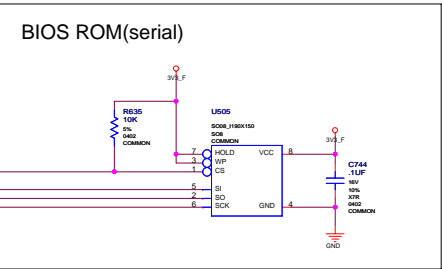 BIOS ROM(serial)
3V3_F
R635
10K
5%
0402
COMMON
U505
SO08_I190X150
SO8
COMMON
7 HOLD VCC 8
3 WP
1 CS
5 SI
2 SO GND 4
6 SCK
3V3_F
C744
.1UF
16V
10%
X7R
0402
COMMON
GND